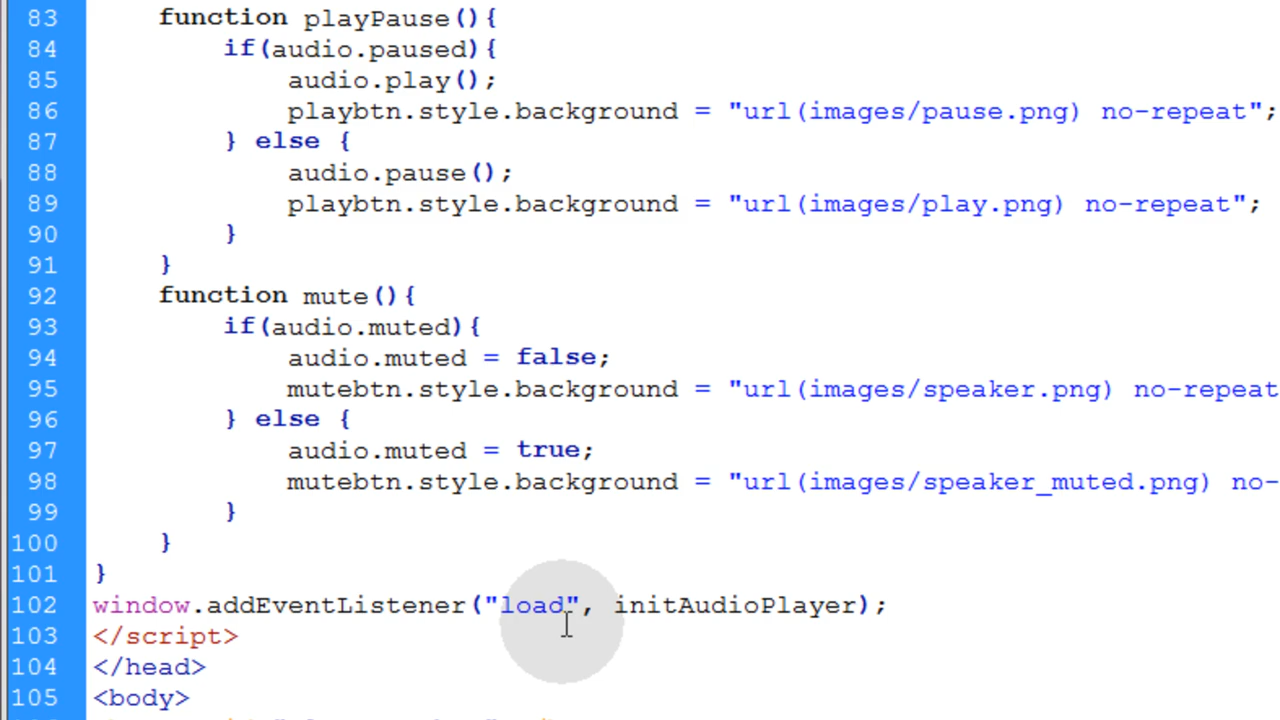 83 function playPause(){
84 if(audio.paused){
85 audio.play();
86 playbtn.style.background = "url(images/pause.png) no-repeat";
87 } else {
88 audio.pause();
89 playbtn.style.background = "url(images/play.png) no-repeat";
90 }
91 }
92 function mute(){
93 if(audio.muted){
94 audio.muted = false;
95 mutebtn.style.background = "url(images/speaker.png) no-repeat
96 } else {
97 audio.muted = true;
98 mutebtn.style.background = "url(images/speaker_muted.png) no-
99 }
100 }
101 }
102 window.addEventListener("load", initAudioPlayer);
103 </script>
104 </head>
105 <body>